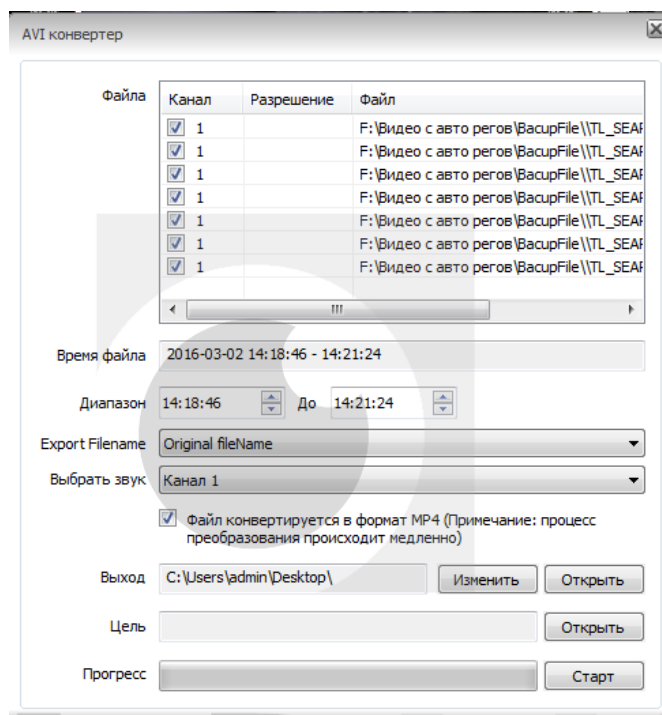 AVI конвертер
Файла
Канал Разрешение Файл
1 F:\Видео с авто регов\BacupFile\\TL_SEAF
1 F:\Видео с авто регов\BacupFile\\TL_SEAF
1 F:\Видео с авто регов\BacupFile\\TL_SEAF
1 F:\Видео с авто регов\BacupFile\\TL_SEAF
1 F:\Видео с авто регов\BacupFile\\TL_SEAF
1 F:\Видео с авто регов\BacupFile\\TL_SEAF
1 F:\Видео с авто регов\BacupFile\\TL_SEAF
Время файла 2016-03-02 14:18:46 - 14:21:24
Диапазон 14:18:46 До 14:21:24
Export Filename Original fileName
Выбрать звук Канал 1
Файл конвертируется в формат MP4 (Примечание: процесс
преобразования происходит медленно)
Выход C:\Users\admin\Desktop\ Изменить Открыть
Цель Открыть
Прогресс Старт